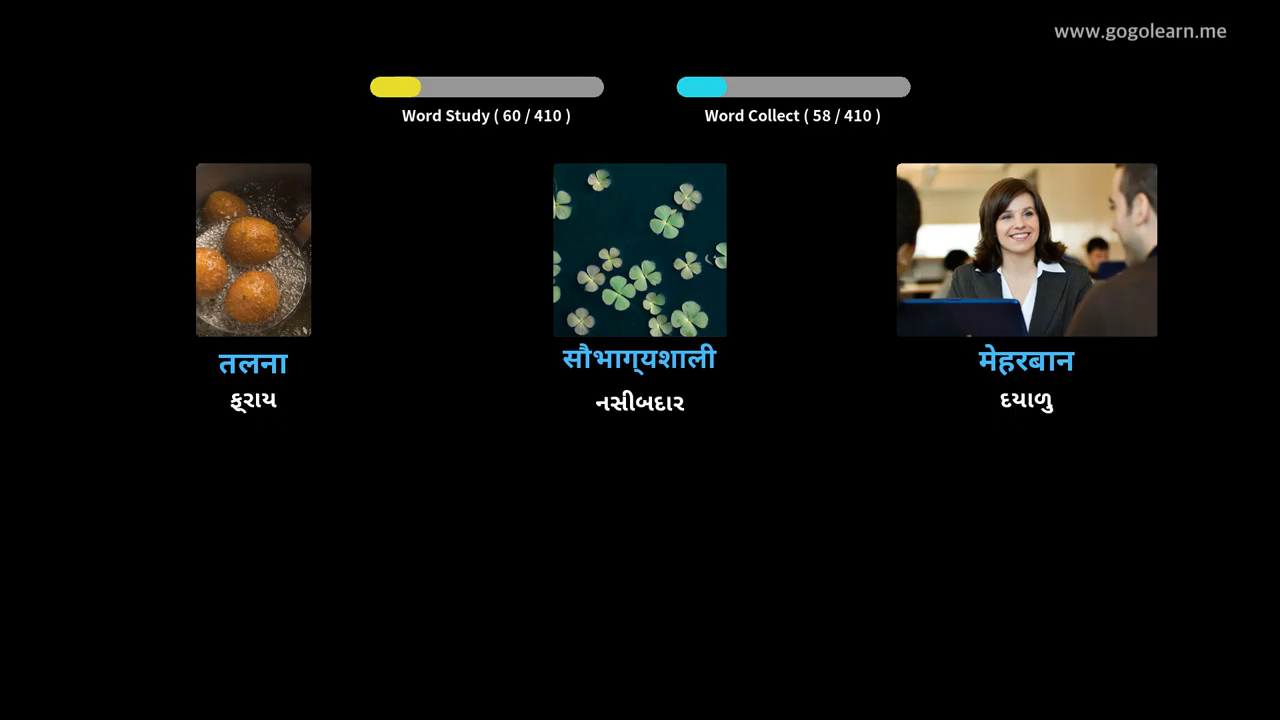 www.gogolearn.me
Word Study ( 60 / 410 )
Word Collect ( 58 / 410 )
तलना
सौभाग्यशाली
मेहरबान
ફ્રાય
નસીબદાર
દયાળુ